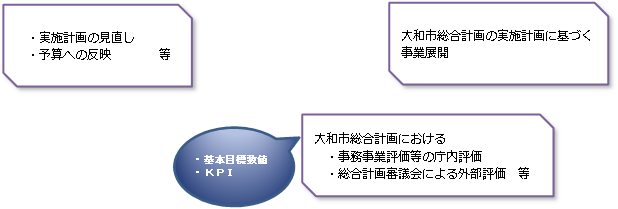 ・実施計画の見直し
・予算への反映　　　等
大和市総合計画の実施計画に基づく
事業展開
大和市総合計画における
・事務事業評価等の庁内評価
・総合計画審議会による外部評価　等
・基本目標数値
・ＫＰＩ